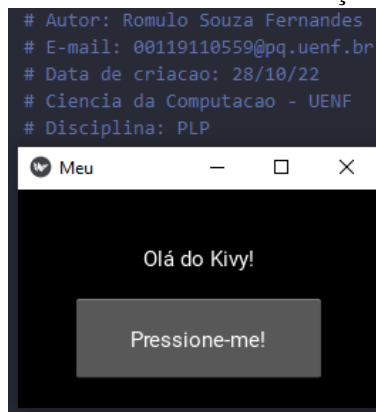 # Autor: Romulo Souza Fernandes
# E-mail: 00119110559@pq.uenf.br
# Data de criacao: 28/10/22
# Ciencia da Computacao - UENF
# Disciplina: PLP
Meu
Olá do Kivy!
Pressione-me!